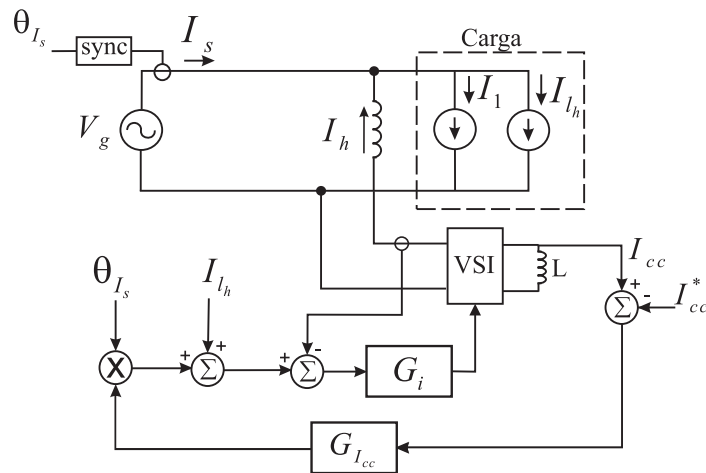 θ_{I_s}
sync
I_s
Carga
I_1
I_{l_h}
V_g
I_h
VSI
L
I_{cc}
+
-
Σ
I_{cc}^*
θ_{I_s}
I_{l_h}
X
+
+
Σ
+
-
Σ
G_i
G_{I_{cc}}